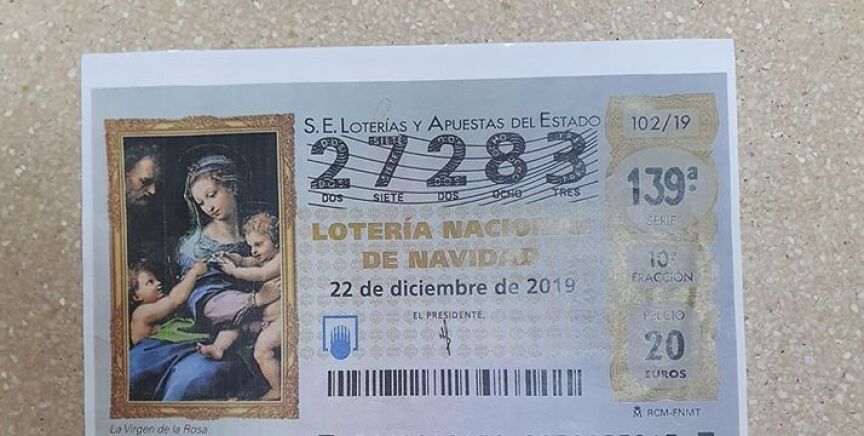 S. E. LOTERÍAS Y APUESTAS DEL ESTADO
27283
DOS SIETE DOS OCHO TRES
LOTERÍA NACIONAL
DE NAVIDAD
22 de diciembre de 2019
EL PRESIDENTE,
102/19
139ª
SERIE
10ª
FRACCIÓN
PRECIO
20
EUROS
RCM-FNMT
La Virgen de la Rosa.